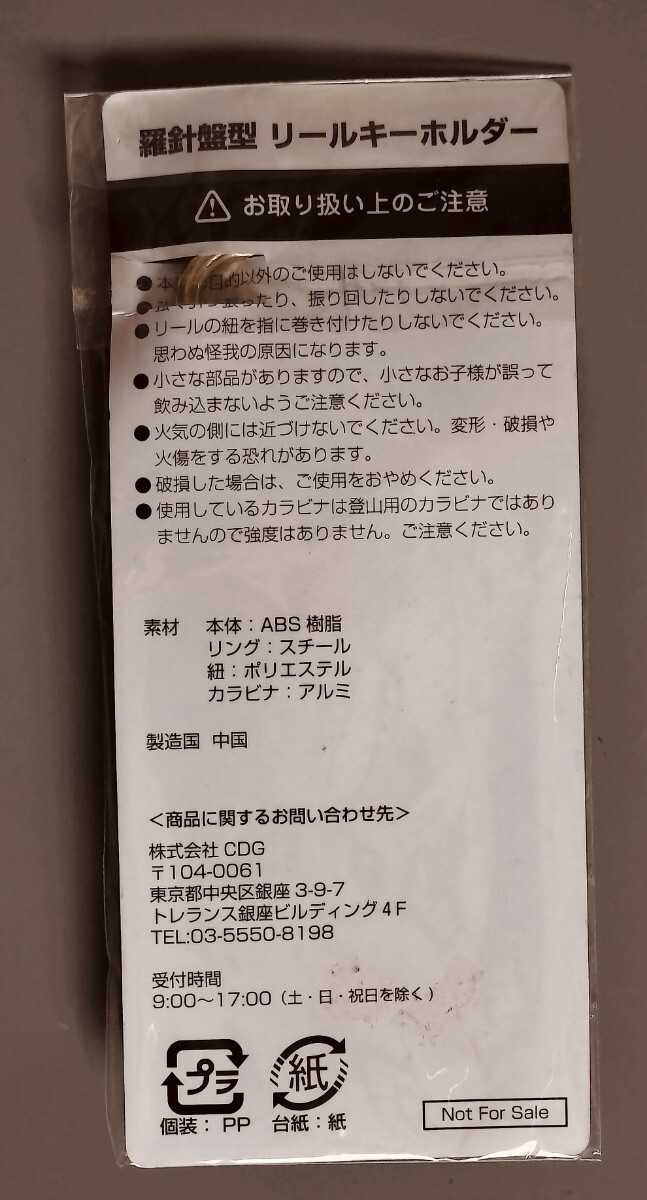 羅針盤型 リールキーホルダー
お取り扱い上のご注意
● 本 目的以外のご使用はしないでください。
● 強く引っ張ったり、振り回したりしないでください。
● リールの紐を指に巻き付けたりしないでください。
思わぬ怪我の原因になります。
● 小さな部品がありますので、小さなお子様が誤って
飲み込まないようご注意ください。
● 火気の側には近づけないでください。変形・破損や
火傷をする恐れがあります。
● 破損した場合は、ご使用をおやめください。
● 使用しているカラビナは登山用のカラビナではあり
ませんので強度はありません。ご注意ください。
素材 本体：ABS 樹脂
リング：スチール
紐：ポリエステル
カラビナ：アルミ
製造国 中国
＜商品に関するお問い合わせ先＞
株式会社 CDG
〒104-0061
東京都中央区銀座 3-9-7
トレランス銀座ビルディング 4 F
TEL:03-5550-8198
受付時間
9:00～17:00（土・日・祝日を除く）
プラ 紙
個装： PP 台紙：紙
Not For Sale